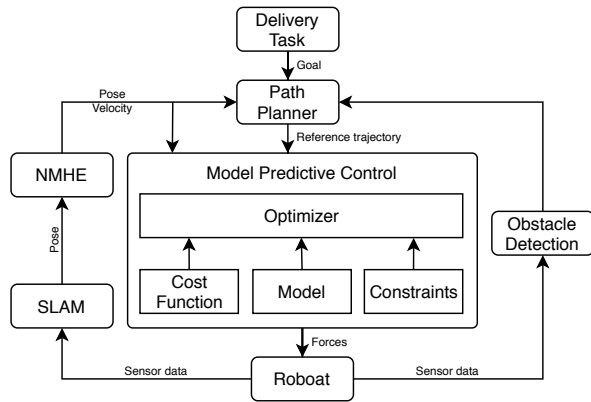 Delivery
Task
Goal
Pose
Velocity
Path
Planner
Reference trajectory
NMHE
Model Predictive Control
Optimizer
Obstacle
Detection
Pose
Cost
Function
Model
Constraints
SLAM
Forces
Sensor data
Roboat
Sensor data